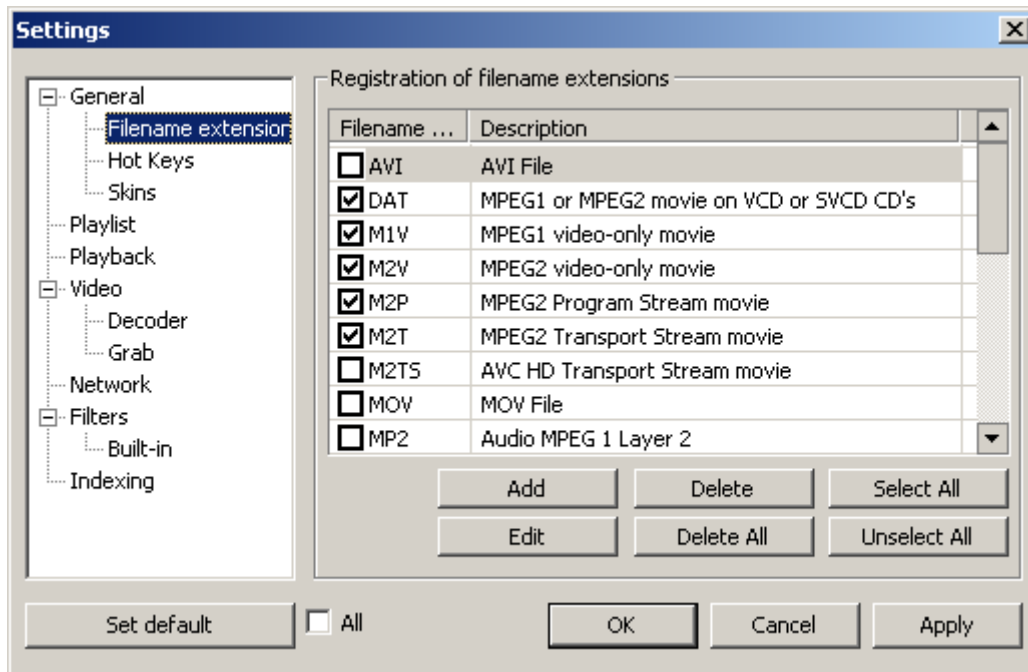 Settings
General
Filename extension
Hot Keys
Skins
Playlist
Playback
Video
Decoder
Grab
Network
Filters
Built-in
Indexing
Registration of filename extensions
Filename ... Description
AVI AVI File
DAT MPEG1 or MPEG2 movie on VCD or SVCD CD's
M1V MPEG1 video-only movie
M2V MPEG2 video-only movie
M2P MPEG2 Program Stream movie
M2T MPEG2 Transport Stream movie
M2TS AVC HD Transport Stream movie
MOV MOV File
MP2 Audio MPEG 1 Layer 2
Add Delete Select All
Edit Delete All Unselect All
Set default All OK Cancel Apply